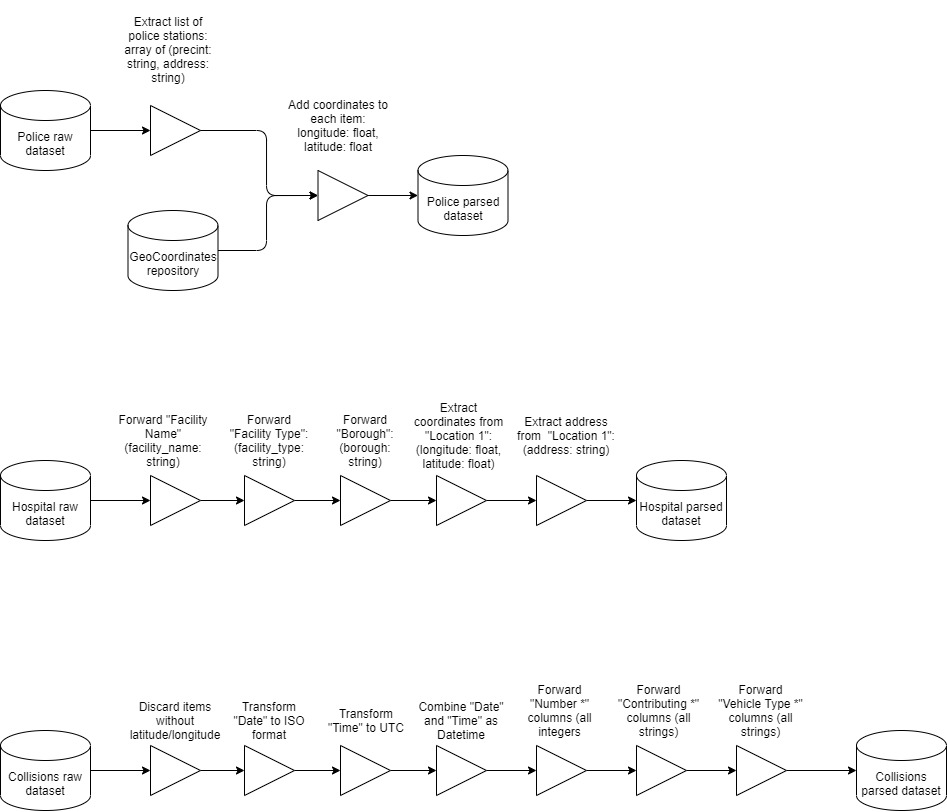 Extract list of
police stations:
array of (precint:
string, address:
string)
Police raw
dataset
Add coordinates to
each item:
longitude: float,
latitude: float
Police parsed
dataset
GeoCoordinates
repository
Forward "Facility
Name"
(facility_name:
string)
Forward
"Facility Type":
(facility_type:
string)
Forward
"Borough":
(borough:
string)
Extract
coordinates from
"Location 1":
(longitude: float,
latitude: float)
Extract address
from  "Location 1":
(address: string)
Hospital raw
dataset
Hospital parsed
dataset
Discard items
without
latitude/longitude
Transform
"Date" to ISO
format
Transform
"Time" to UTC
Combine "Date"
and "Time" as
Datetime
Forward
"Number *"
columns (all
integers
Forward
"Contributing *"
columns (all
strings)
Forward
"Vehicle Type *"
columns (all
strings)
Collisions raw
dataset
Collisions
parsed dataset